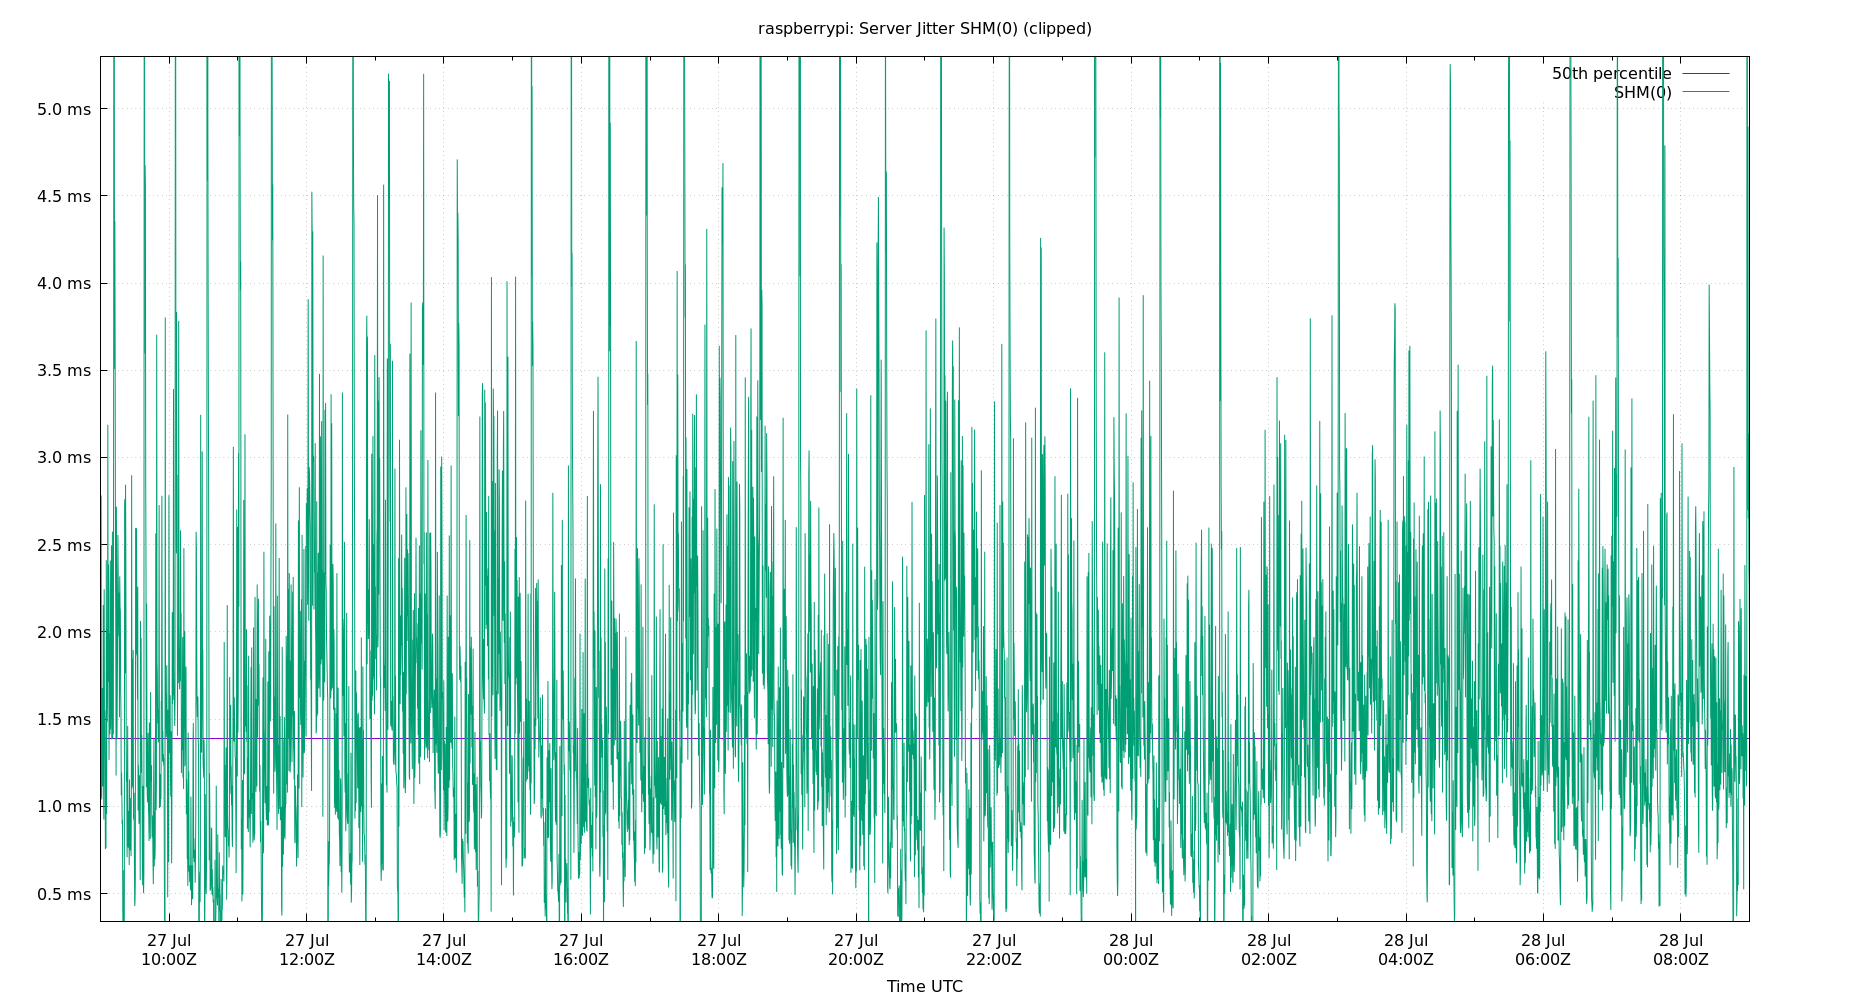 raspberrypi: Server Jitter SHM(0) (clipped)
50th percentile
SHM(0)
5.0 ms
4.5 ms
4.0 ms
3.5 ms
3.0 ms
2.5 ms
2.0 ms
1.5 ms
1.0 ms
0.5 ms
27 Jul 27 Jul 27 Jul 27 Jul 27 Jul 27 Jul 27 Jul 28 Jul 28 Jul 28 Jul 28 Jul 28 Jul
10:00Z 12:00Z 14:00Z 16:00Z 18:00Z 20:00Z 22:00Z 00:00Z 02:00Z 04:00Z 06:00Z 08:00Z
Time UTC